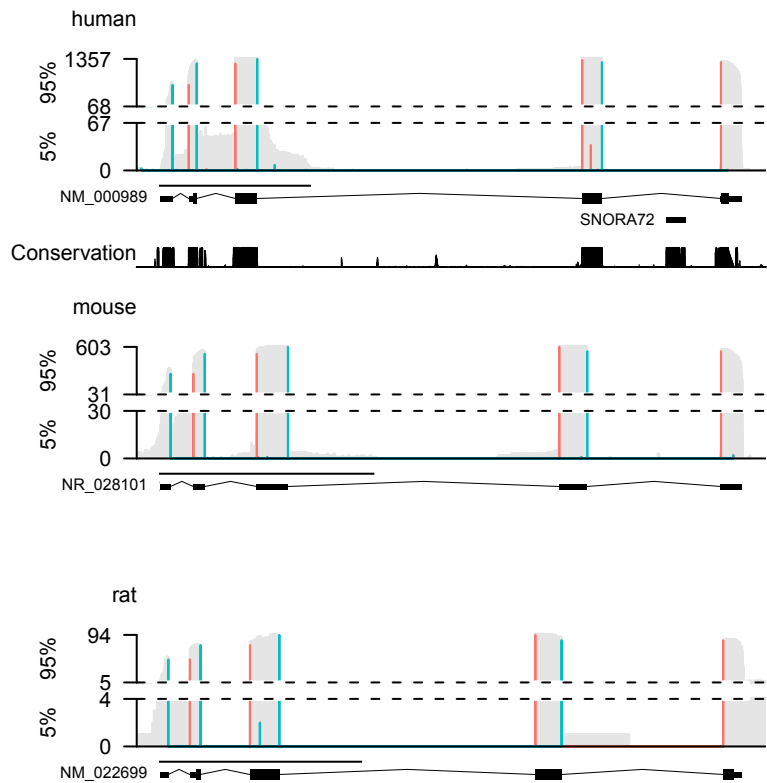 human
1357
95%
68
67
5%
0
NM_000989
SNORA72
Conservation
mouse
603
95%
31
30
5%
0
NR_028101
rat
94
95%
5
4
5%
0
NM_022699